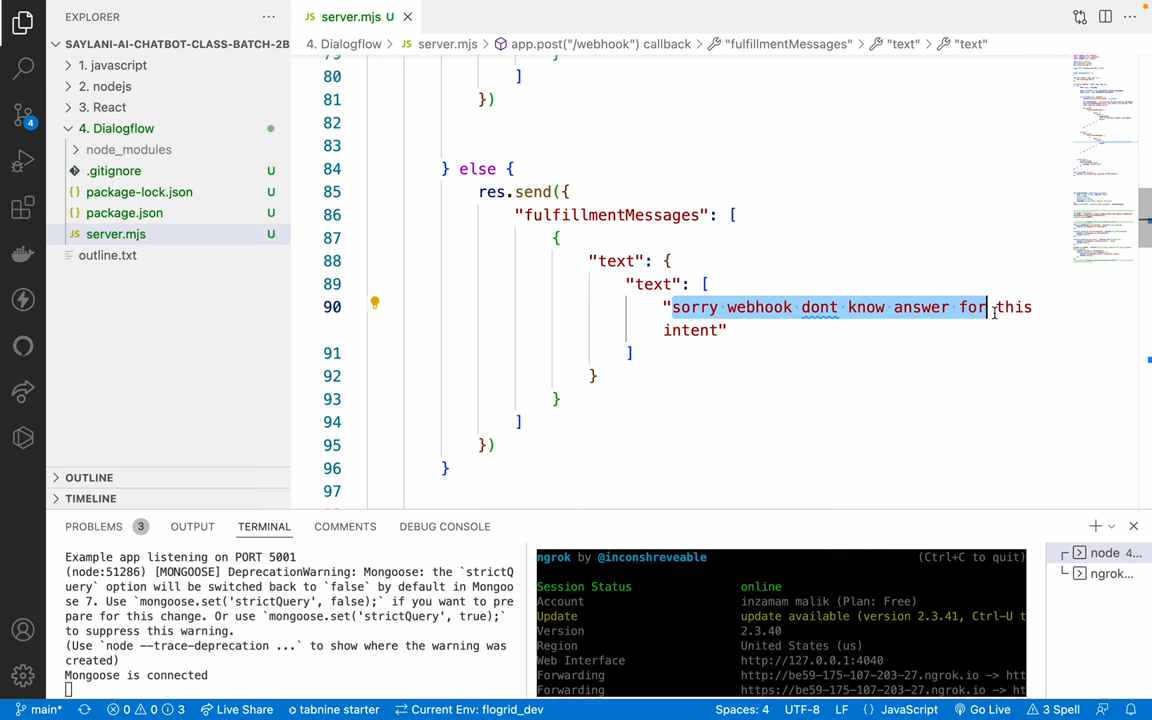 EXPLORER
server.mjs U
SAYLANI-AI-CHATBOT-CLASS-BATCH-2B
4. Dialogflow > JS server.mjs > app.post("/webhook") callback > "fulfillmentMessages" > "text" > "text"
1. javascript
2. nodejs
3. React
4. Dialogflow
node_modules
.gitignore U
package-lock.json U
package.json U
JS server.mjs U
outline.txt
OUTLINE
TIMELINE
80 ]
81 })
82
83
84 } else {
85 res.send({
86 "fulfillmentMessages": [
87 {
88 "text": {
89 "text": [
90 "sorry webhook dont know answer for this
intent"
91 ]
92 }
93 }
94 ]
95 })
96 }
97
PROBLEMS 3 OUTPUT TERMINAL COMMENTS DEBUG CONSOLE
Example app listening on PORT 5001
(node:51286) [MONGOOSE] DeprecationWarning: Mongoose: the `strictQ
uery` option will be switched back to `false` by default in Mongoo
se 7. Use `mongoose.set('strictQuery', false);` if you want to pre
pare for this change. Or use `mongoose.set('strictQuery', true);`
to suppress this warning.
(Use `node --trace-deprecation ...` to show where the warning was
created)
Mongoose is connected
ngrok by @inconshreveable (Ctrl+C to quit)
Session Status online
Account inzamam malik (Plan: Free)
Update update available (version 2.3.41, Ctrl-U t
Version 2.3.40
Region United States (us)
Web Interface http://127.0.0.1:4040
Forwarding http://be59-175-107-203-27.ngrok.io -> htt
Forwarding https://be59-175-107-203-27.ngrok.io -> ht
node 4...
ngrok...
main* 0 0 3 Live Share tabnine starter Current Env: flogrid_dev Spaces: 4 UTF-8 LF {} JavaScript Go Live 3 Spell